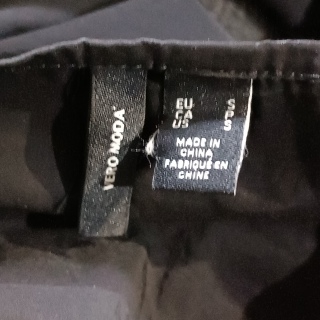 VERO MODA
EU S
CA P
US S
MADE IN
CHINA
FABRIQUÉ EN
CHINE